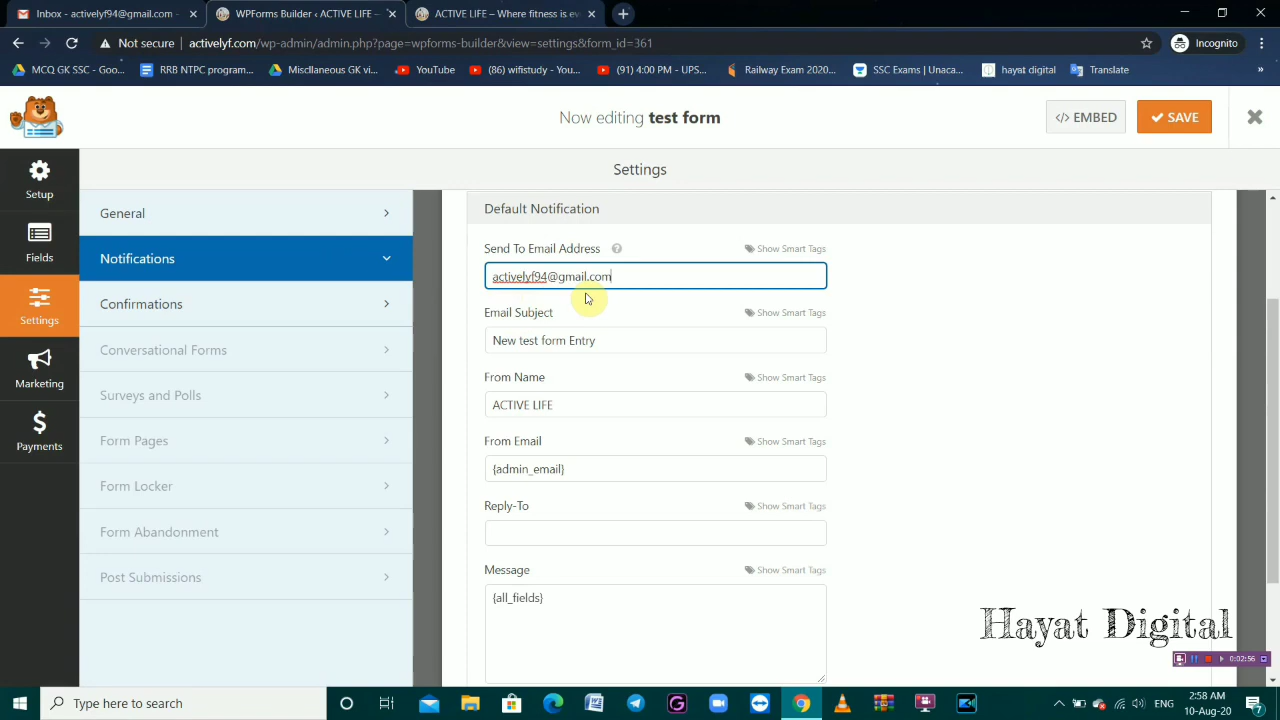 Inbox - activelyf94@gmail.com -
WPForms Builder ‹ ACTIVE LIFE –
ACTIVE LIFE – Where fitness is ev
Not secure
activelyf.com/wp-admin/admin.php?page=wpforms-builder&view=settings&form_id=361
Incognito
MCQ GK SSC - Goo...
RRB NTPC program...
Miscllaneous GK vi...
YouTube
(86) wifistudy - You...
(91) 4:00 PM - UPS...
Railway Exam 2020...
SSC Exams | Unaca...
hayat digital
Translate
»
Now editing test form
</> EMBED
SAVE
Setup
Fields
Settings
Marketing
Payments
Settings
General
Notifications
Confirmations
Conversational Forms
Surveys and Polls
Form Pages
Form Locker
Form Abandonment
Post Submissions
Default Notification
Send To Email Address
Show Smart Tags
activelyf94@gmail.com
Email Subject
Show Smart Tags
New test form Entry
From Name
Show Smart Tags
ACTIVE LIFE
From Email
Show Smart Tags
{admin_email}
Reply-To
Show Smart Tags
Message
Show Smart Tags
{all_fields}
Hayat Digital
0:02:56
Type here to search
ENG
2:58 AM
10-Aug-20
7